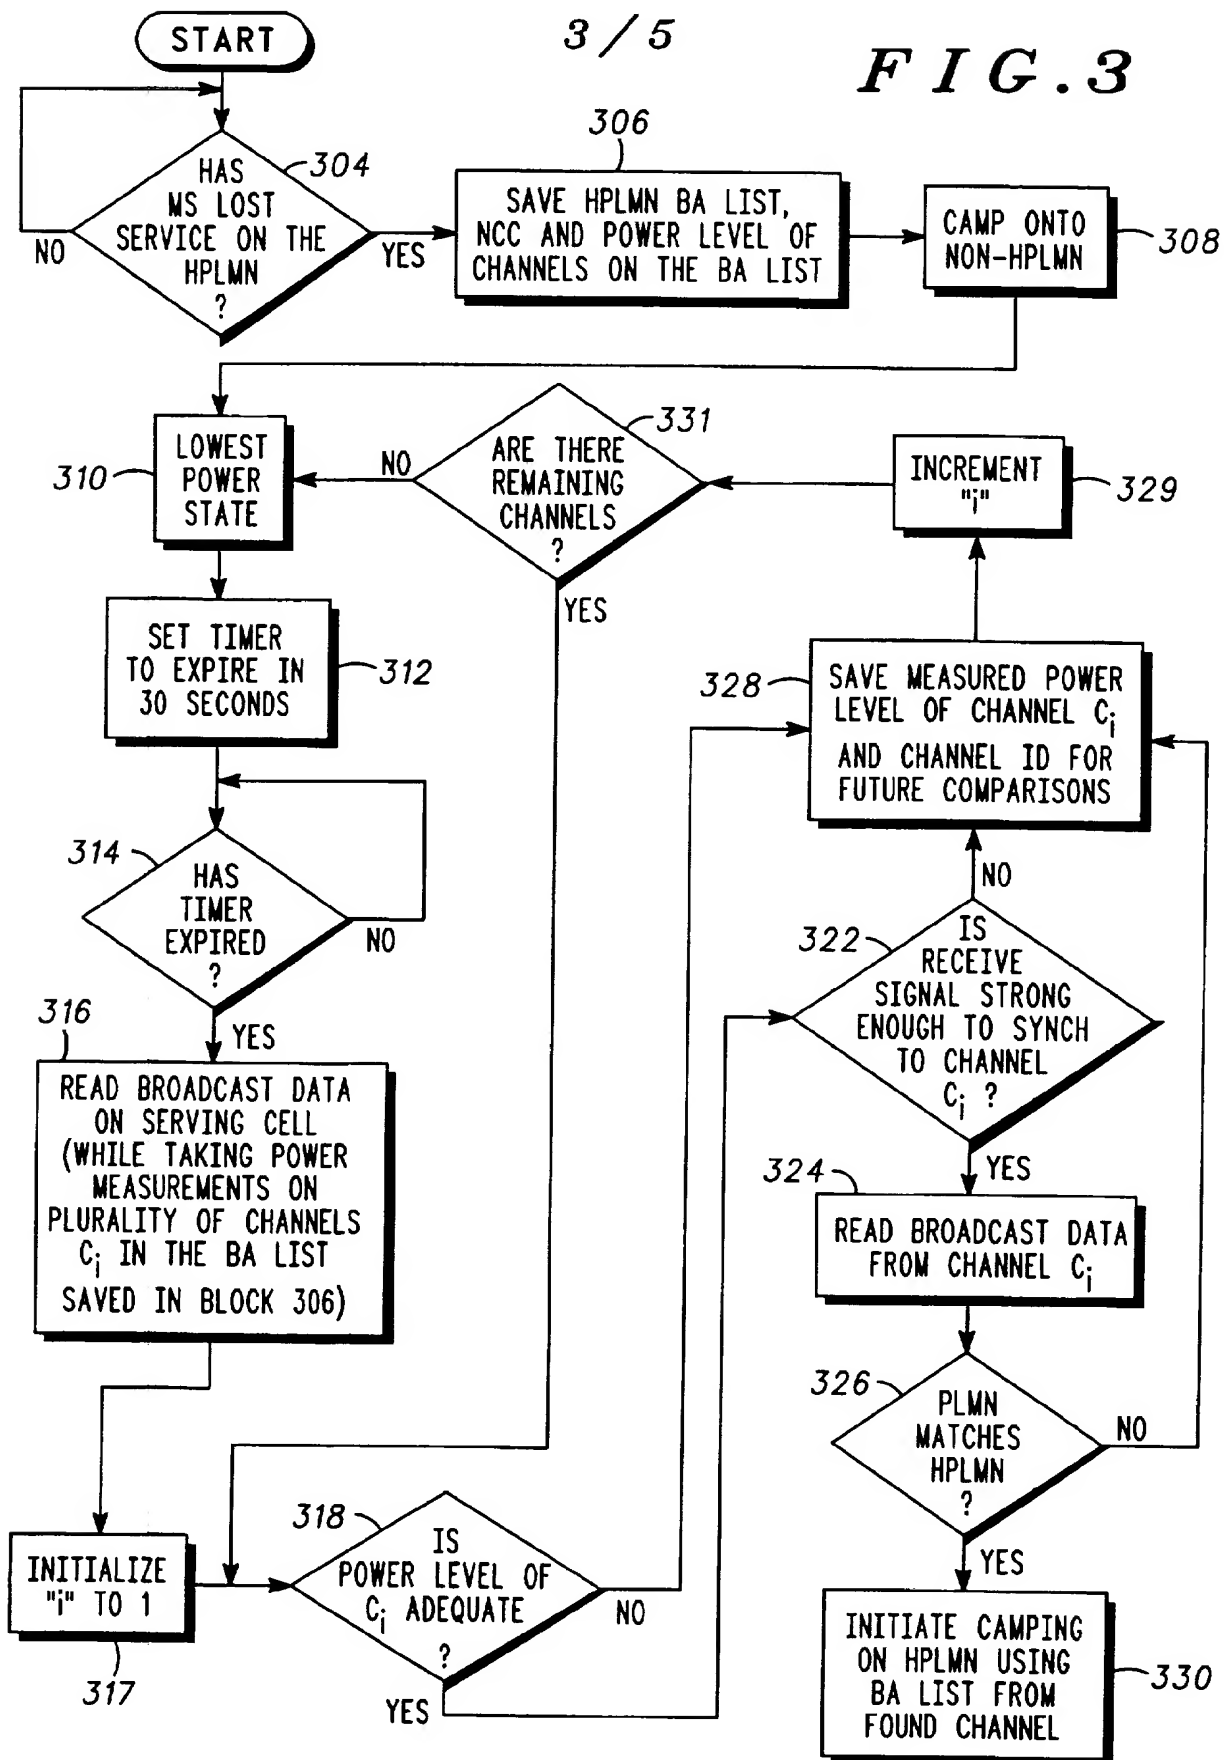 START
3/5
FIG.3
306
HAS
MS LOST
SERVICE ON THE
HPLMN
?
304
NO
YES
SAVE HPLMN BA LIST,
NCC AND POWER LEVEL OF
CHANNELS ON THE BA LIST
CAMP ONTO
NON-HPLMN
308
310
LOWEST
POWER
STATE
NO
ARE THERE
REMAINING
CHANNELS
?
331
YES
INCREMENT
"i"
329
SET TIMER
TO EXPIRE IN
30 SECONDS
312
328
SAVE MEASURED POWER
LEVEL OF CHANNEL Ci
AND CHANNEL ID FOR
FUTURE COMPARISONS
314
HAS
TIMER
EXPIRED
?
NO
YES
NO
322
IS
RECEIVE
SIGNAL STRONG
ENOUGH TO SYNCH
TO CHANNEL
Ci ?
YES
316
READ BROADCAST DATA
ON SERVING CELL
(WHILE TAKING POWER
MEASUREMENTS ON
PLURALITY OF CHANNELS
Ci IN THE BA LIST
SAVED IN BLOCK 306)
324
READ BROADCAST DATA
FROM CHANNEL Ci
326
PLMN
MATCHES
HPLMN
?
NO
YES
INITIALIZE
"i" TO 1
317
318
IS
POWER LEVEL OF
Ci ADEQUATE
?
NO
YES
INITIATE CAMPING
ON HPLMN USING
BA LIST FROM
FOUND CHANNEL
330